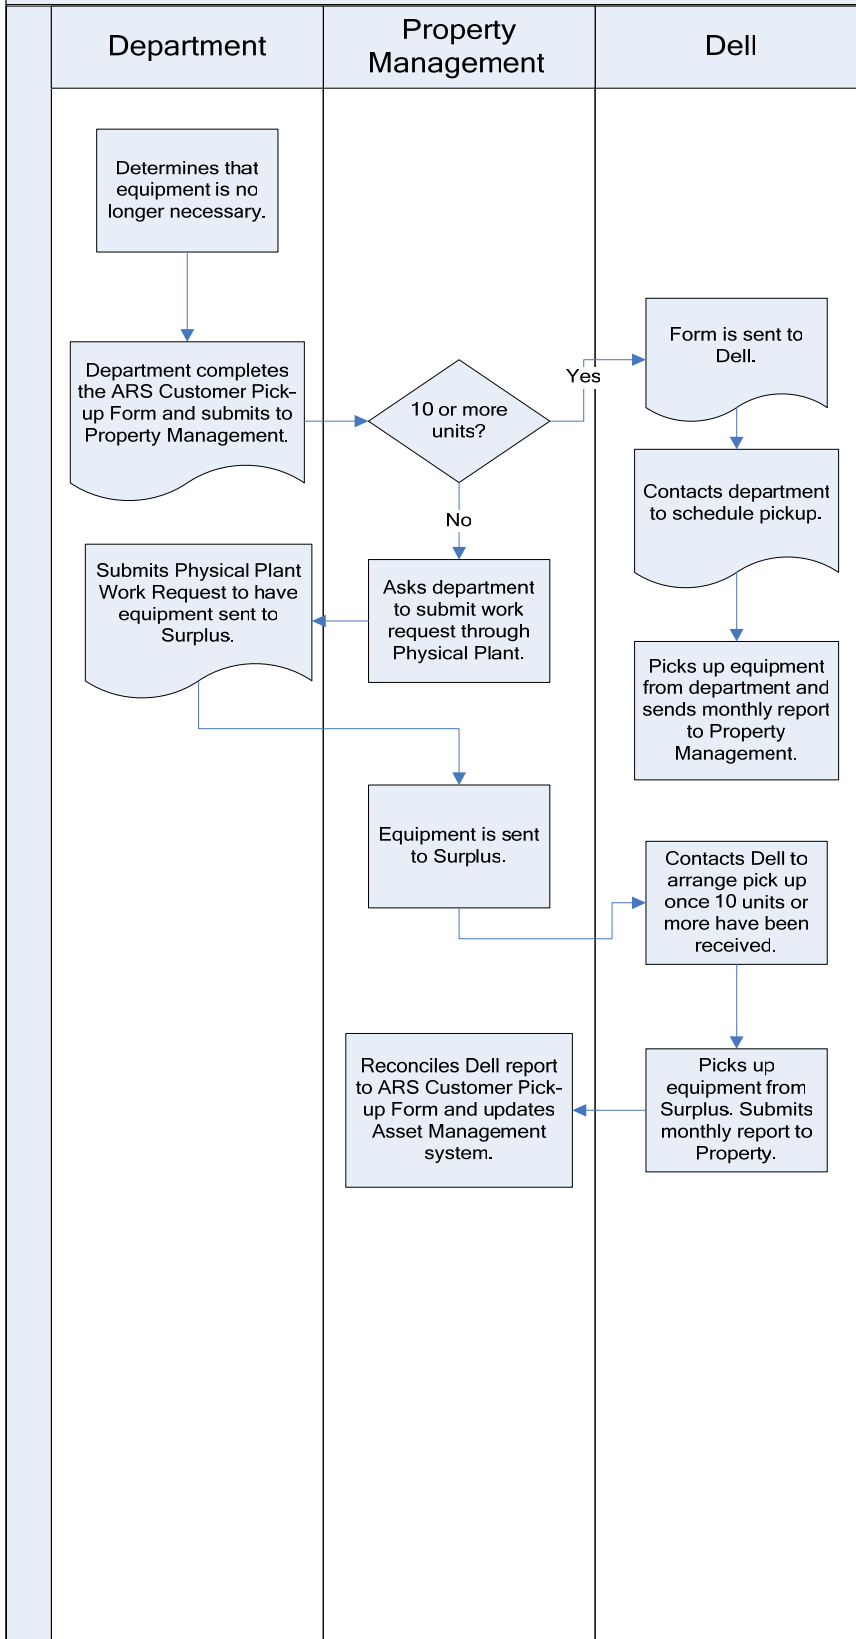 Department
Property
Management
Dell
Determines that
equipment is no
longer necessary.
Department completes
the ARS Customer Pick-
up Form and submits to
Property Management.
10 or more
units?
Yes
No
Form is sent to
Dell.
Contacts department
to schedule pickup.
Submits Physical Plant
Work Request to have
equipment sent to
Surplus.
Asks department
to submit work
request through
Physical Plant.
Picks up equipment
from department and
sends monthly report
to Property
Management.
Equipment is sent
to Surplus.
Contacts Dell to
arrange pick up
once 10 units or
more have been
received.
Reconciles Dell report
to ARS Customer Pick-
up Form and updates
Asset Management
system.
Picks up
equipment from
Surplus. Submits
monthly report to
Property.